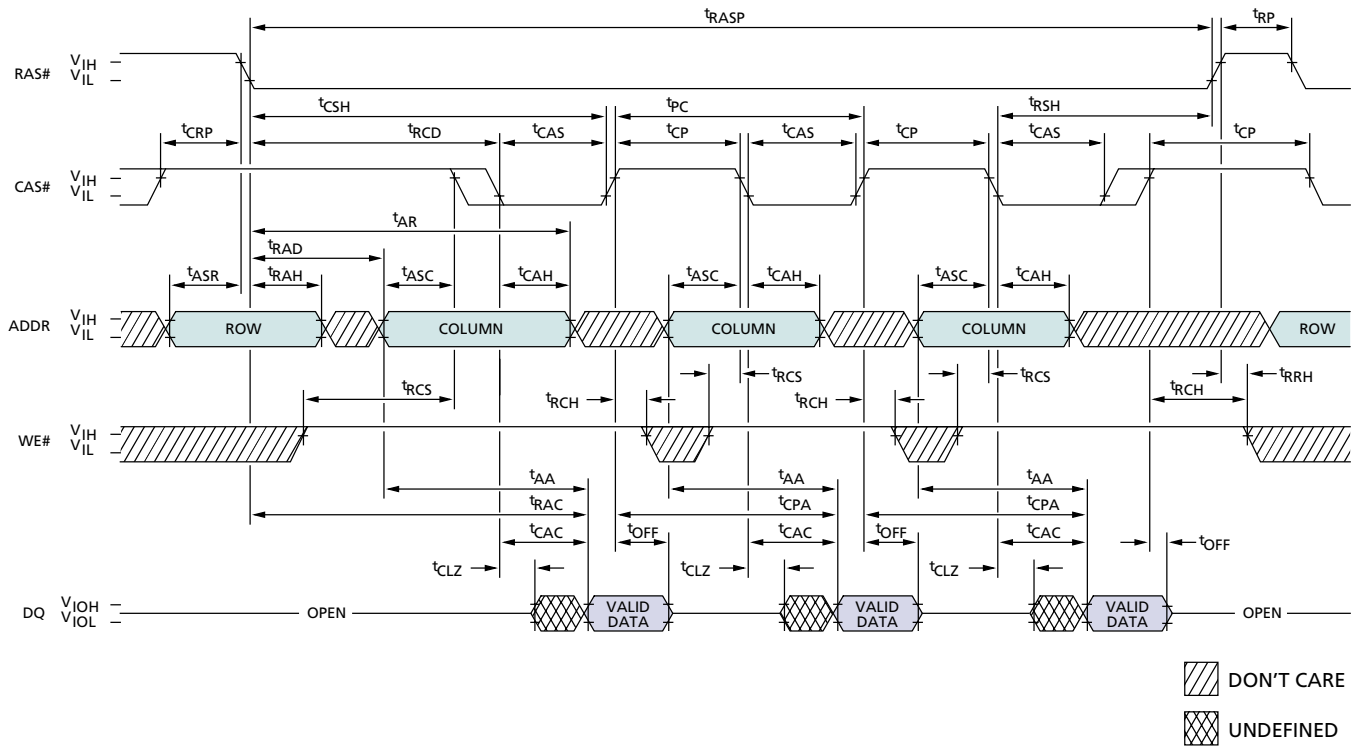 tRASP tRP
RAS# VIH
VIL
tCSH tPC tRSH
tCRP tRCD tCAS tCP tCAS tCP tCAS tCP
CAS# VIH
VIL
tAR
tRAD
tASR tRAH tASC tCAH tASC tCAH tASC tCAH
ADDR VIH
VIL
ROW COLUMN COLUMN COLUMN ROW
tRCS tRCH tRCS tRCH tRCS tRCH tRRH
WE# VIH
VIL
tAA tAA tAA
tRAC tCPA tCPA
tCAC tOFF tCAC tOFF tCAC tOFF
tCLZ tCLZ tCLZ
DQ VIOH
VIOL
OPEN VALID DATA VALID DATA VALID DATA OPEN
DON'T CARE
UNDEFINED